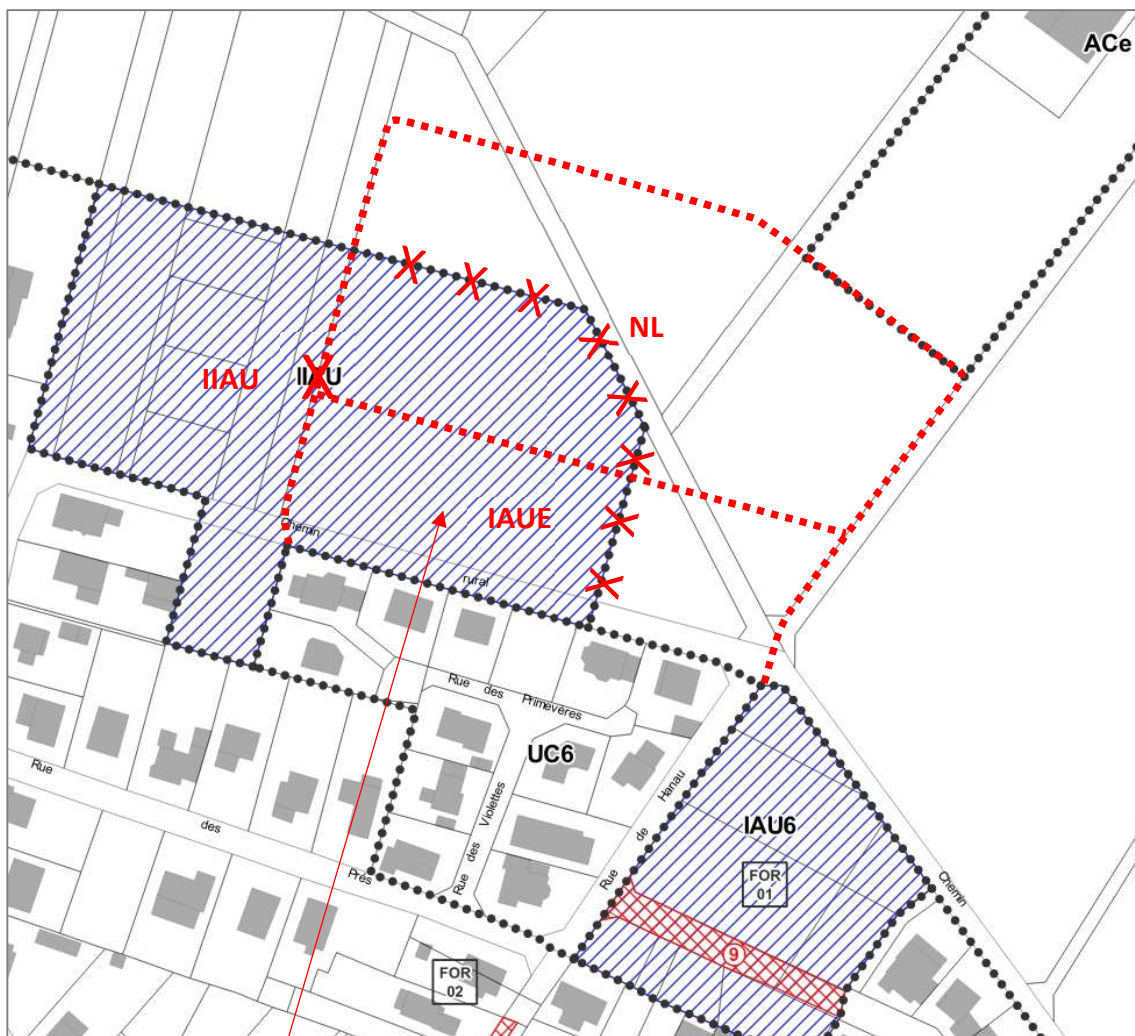 ACe
NL
IIAU
IIAU
IAUE
Chemin
rural
Rue des Primevères
UC6
Rue des Violettes
Rue de Hanau
IAU6
FOR
01
Chemin
Rue des Prés
9
FOR
02